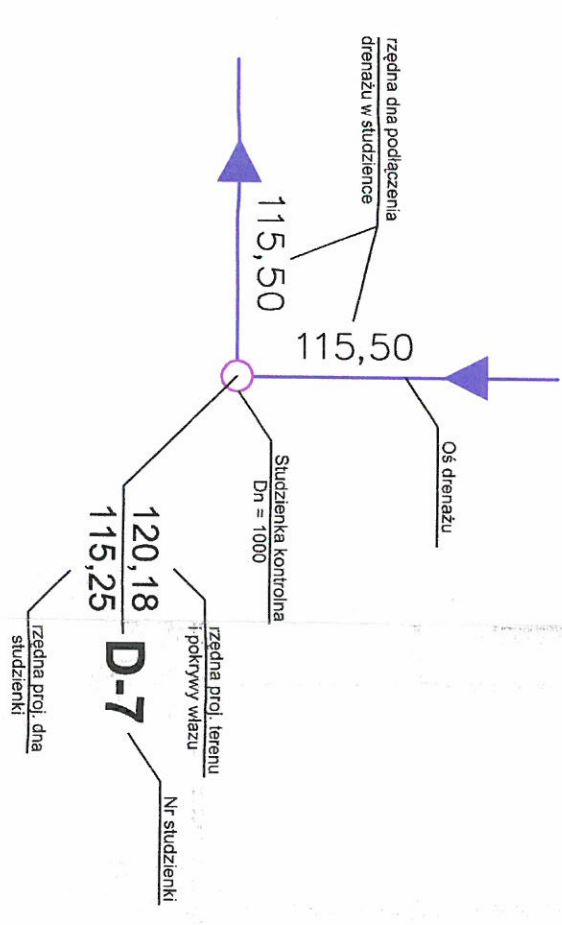 rzędna dna podłączenia
drenażu w studzience
115,50
115,50
Oś drenażu
Studzienka kontrolna
Dn = 1000
120,18
115,25
D-7
rzędna proj. terenu
i pokrywy włazu
rzędna proj. dna
studzienki
Nr studzienki